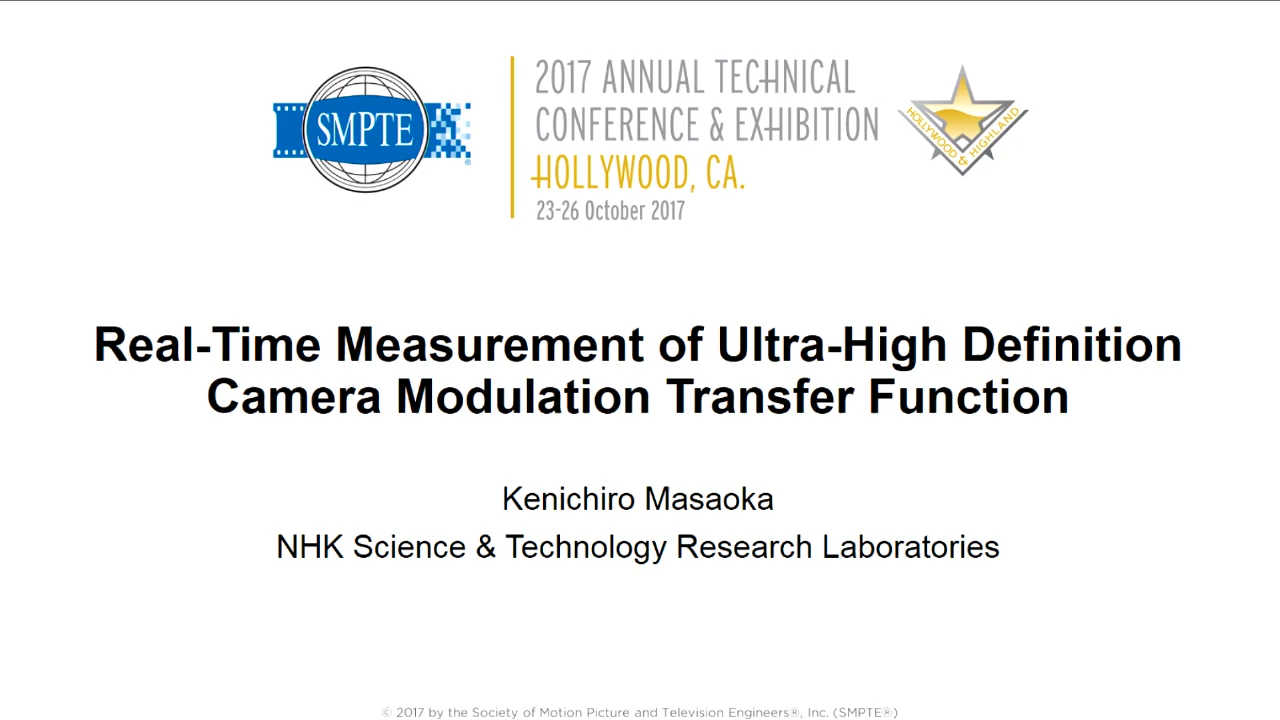 SMPTE
®
2017 ANNUAL TECHNICAL
CONFERENCE & EXHIBITION
HOLLYWOOD, CA.
23-26 October 2017
HOLLYWOOD & HIGHLAND
Real-Time Measurement of Ultra-High Definition
Camera Modulation Transfer Function
Kenichiro Masaoka
NHK Science & Technology Research Laboratories
© 2017 by the Society of Motion Picture and Television Engineers®, Inc. (SMPTE®)